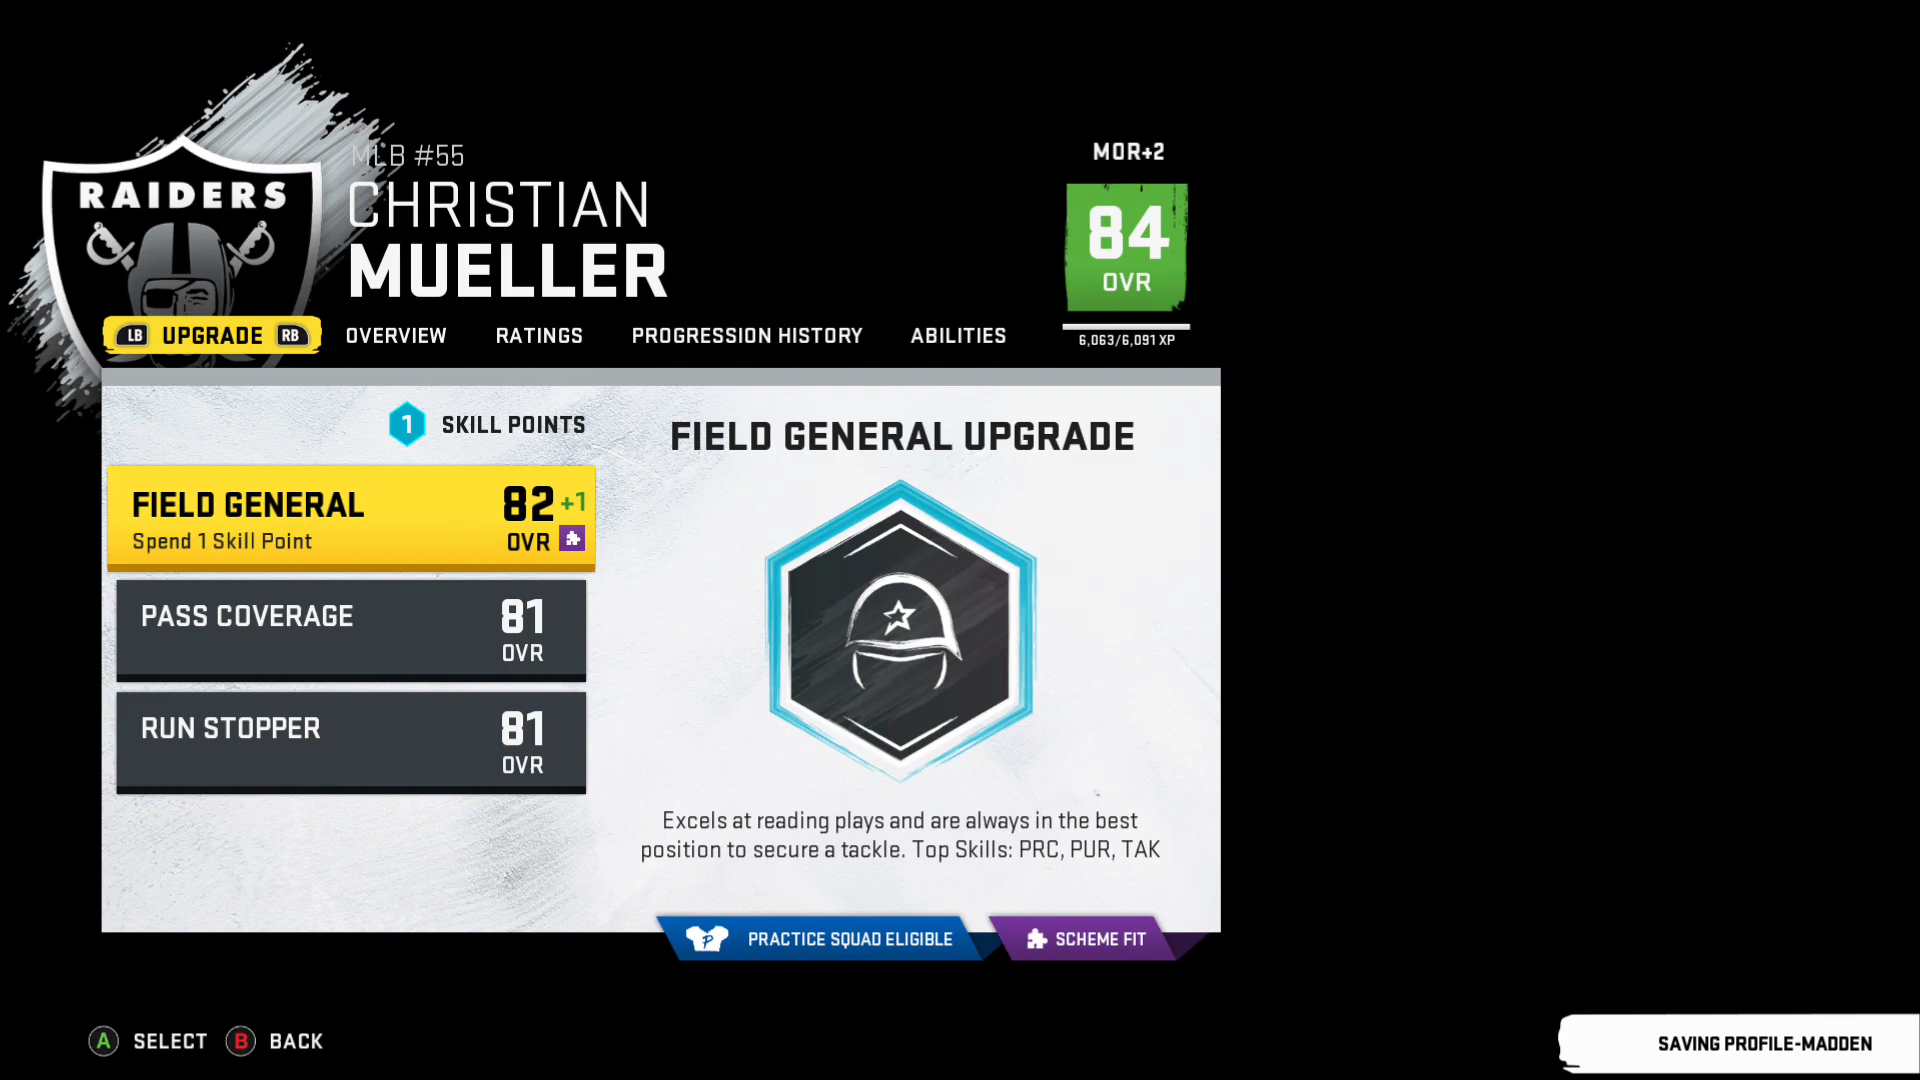 RAIDERS
MLB #55
CHRISTIAN
MUELLER
MOR+2
84
OVR
6,063/6,091 XP
LB UPGRADE RB OVERVIEW RATINGS PROGRESSION HISTORY ABILITIES
1 SKILL POINTS
FIELD GENERAL 82 +1
Spend 1 Skill Point OVR
PASS COVERAGE 81
OVR
RUN STOPPER 81
OVR
FIELD GENERAL UPGRADE
Excels at reading plays and are always in the best
position to secure a tackle. Top Skills: PRC, PUR, TAK
P PRACTICE SQUAD ELIGIBLE SCHEME FIT
A SELECT B BACK
SAVING PROFILE-MADDEN